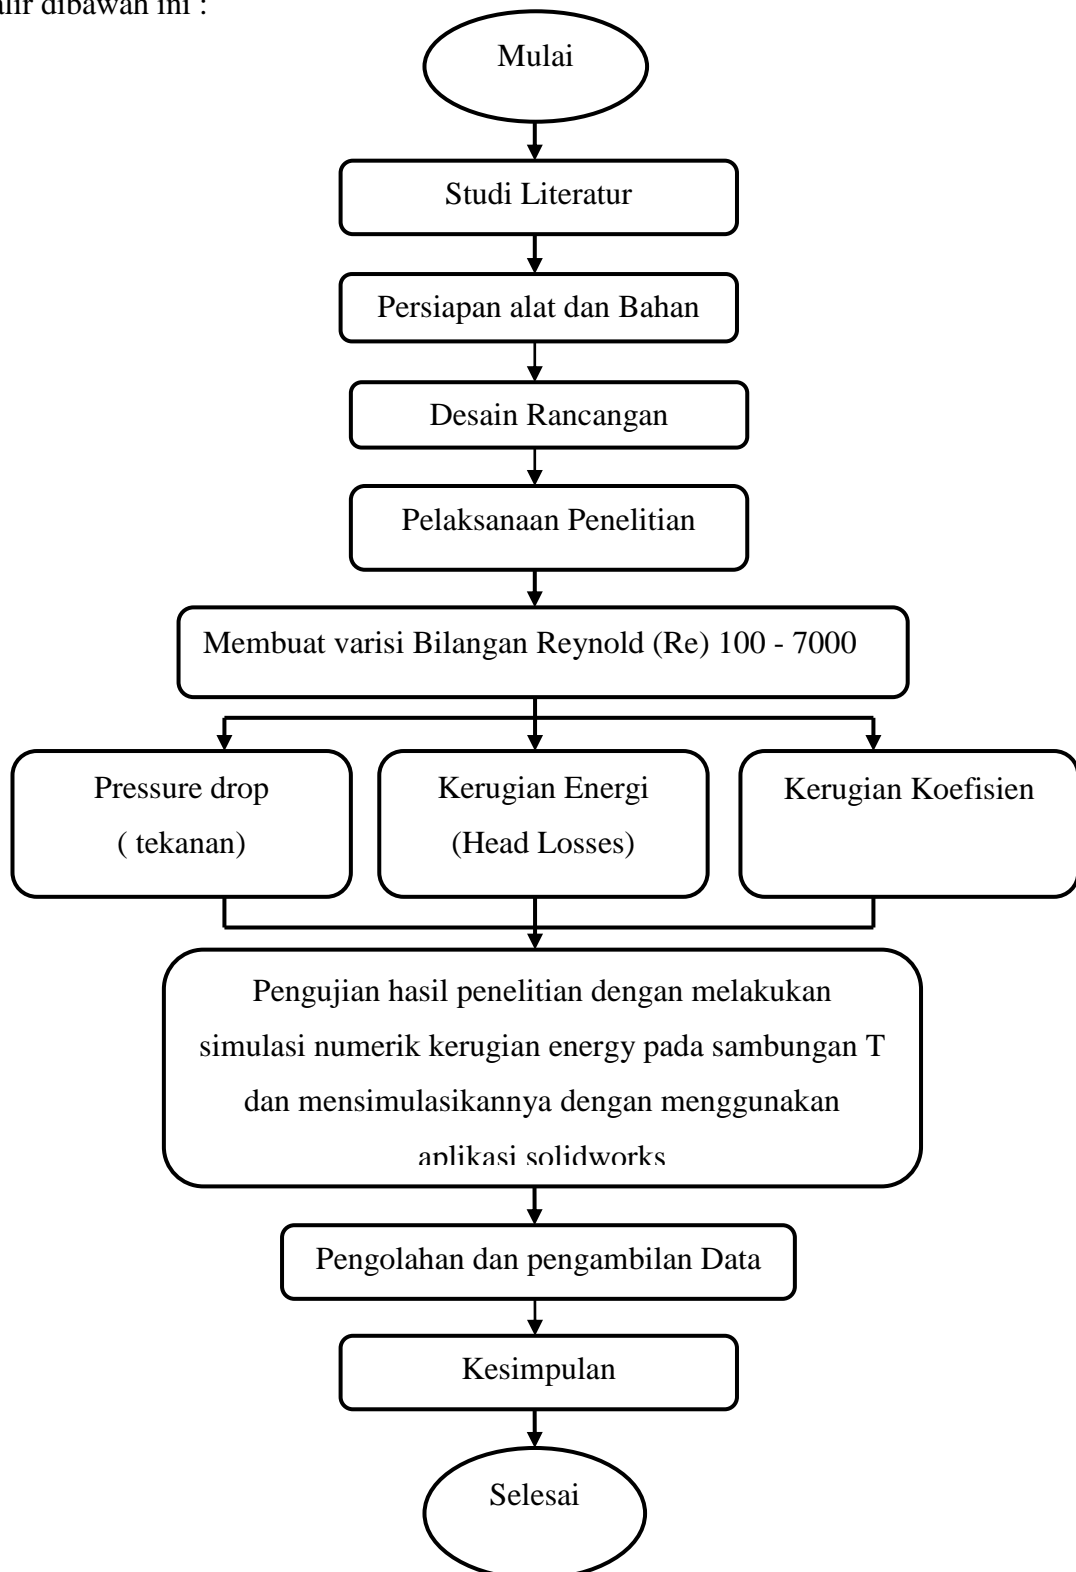 alir dibawah ini :
Mulai
Studi Literatur
Persiapan alat dan Bahan
Desain Rancangan
Pelaksanaan Penelitian
Membuat varisi Bilangan Reynold (Re) 100 - 7000
Pressure drop
( tekanan)
Kerugian Energi
(Head Losses)
Kerugian Koefisien
Pengujian hasil penelitian dengan melakukan
simulasi numerik kerugian energy pada sambungan T
dan mensimulasikannya dengan menggunakan
aplikasi solidworks
Pengolahan dan pengambilan Data
Kesimpulan
Selesai